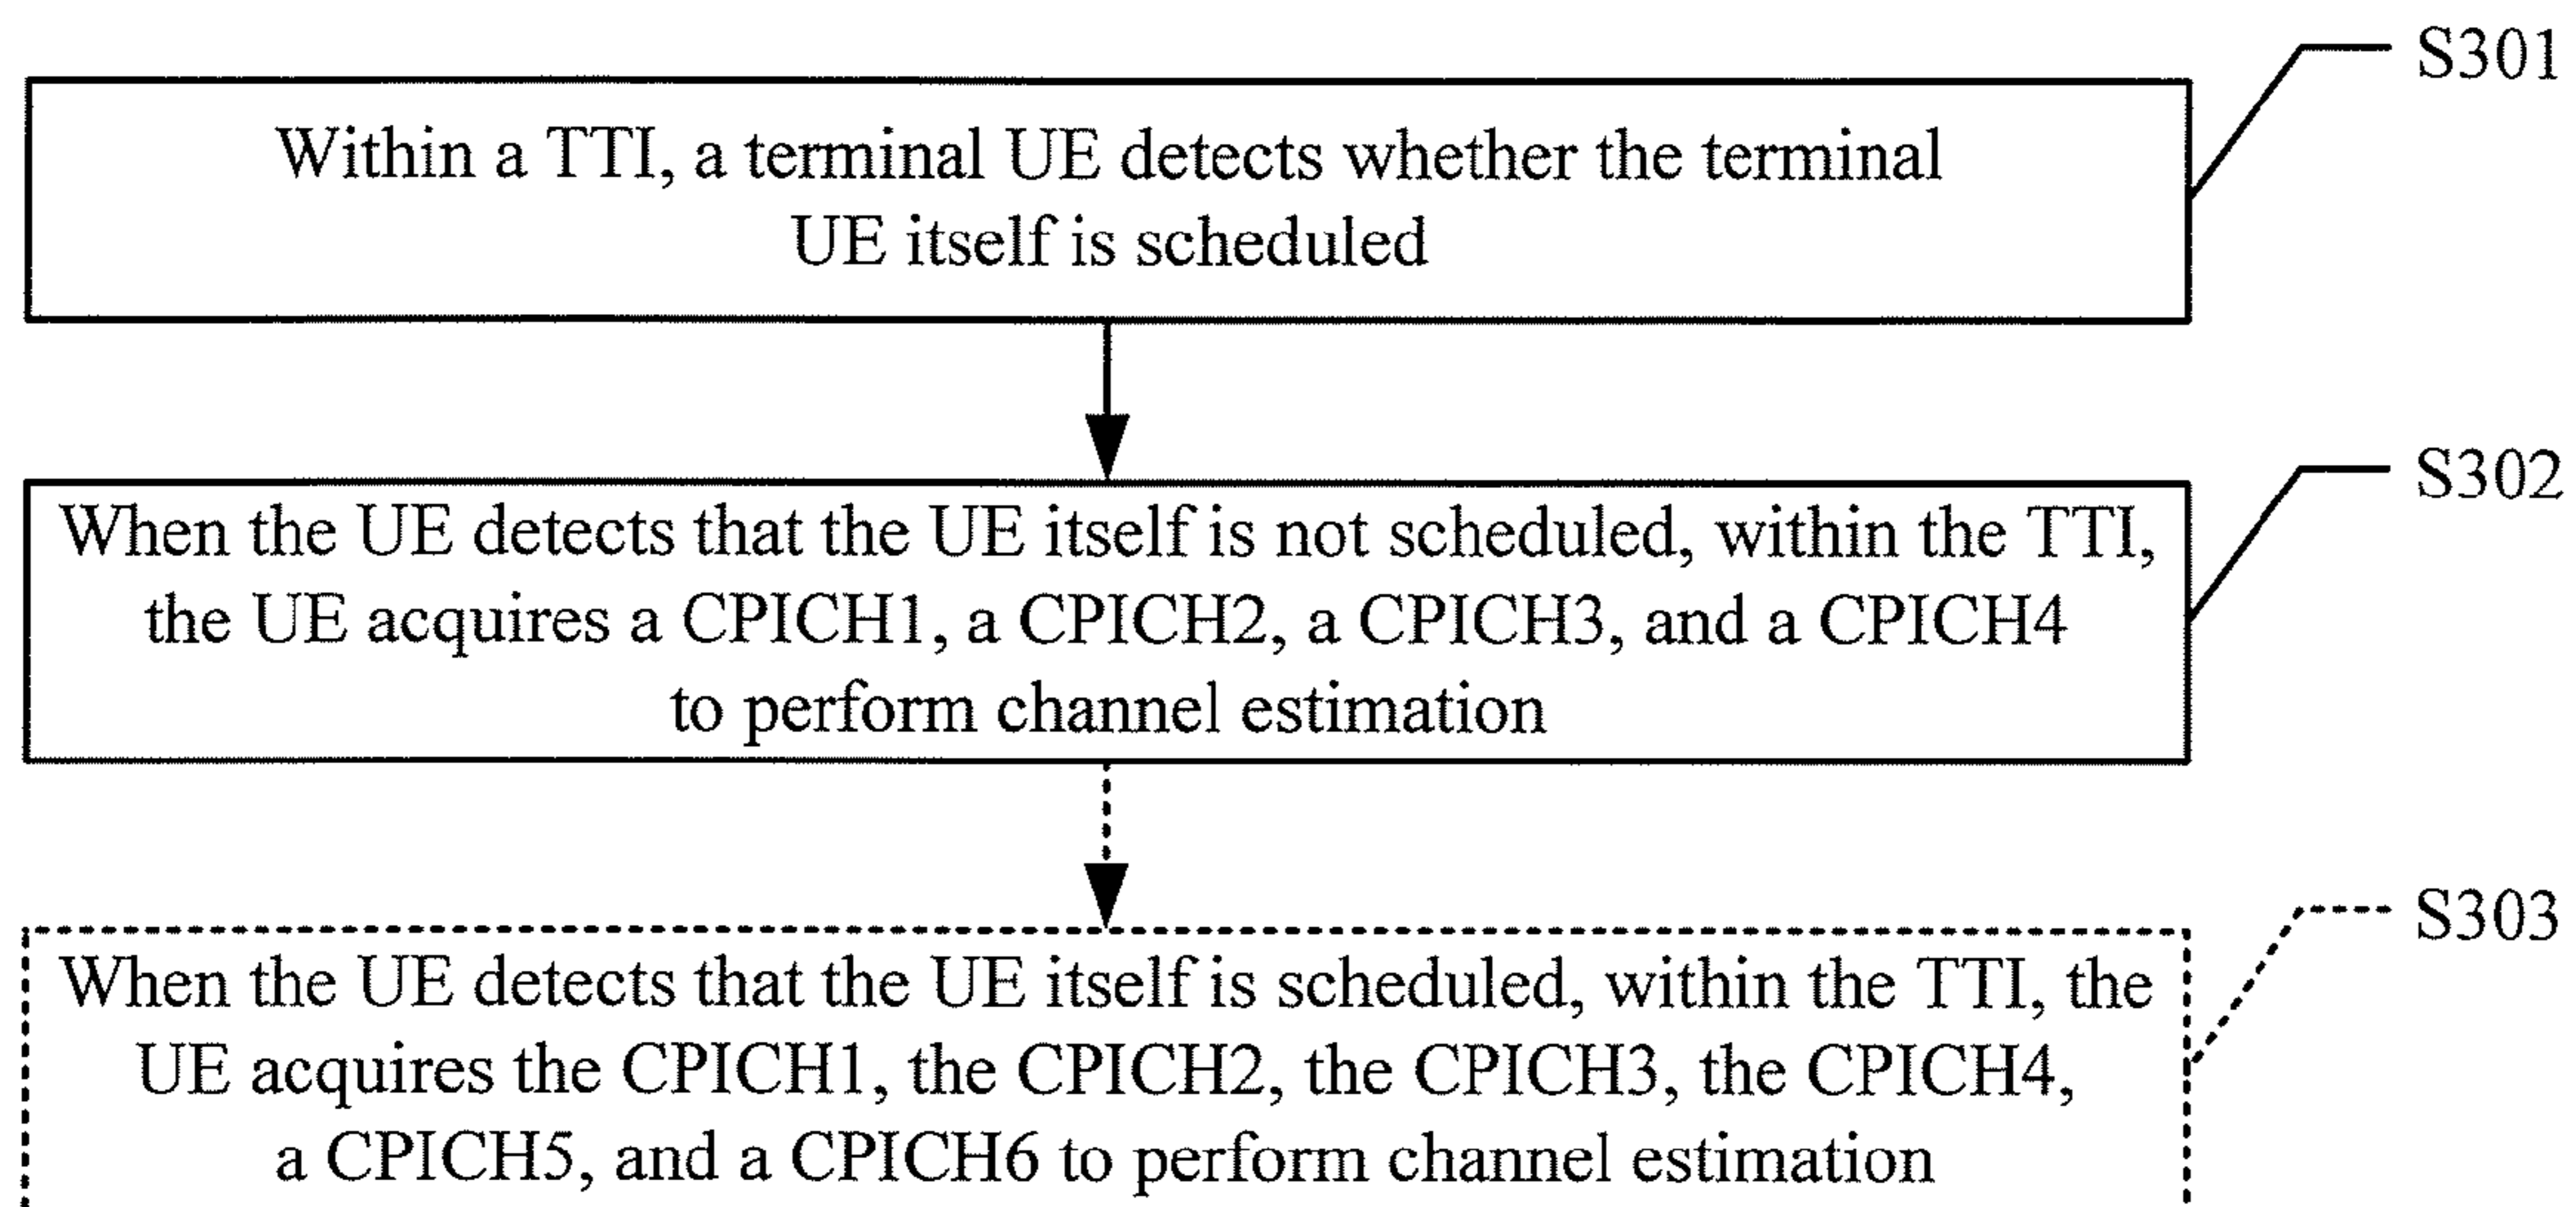 S301
Within a TTI, a terminal UE detects whether the terminal
UE itself is scheduled
S302
When the UE detects that the UE itself is not scheduled, within the TTI,
the UE acquires a CPICH1, a CPICH2, a CPICH3, and a CPICH4
to perform channel estimation
S303
When the UE detects that the UE itself is scheduled, within the TTI, the
UE acquires the CPICH1, the CPICH2, the CPICH3, the CPICH4,
a CPICH5, and a CPICH6 to perform channel estimation